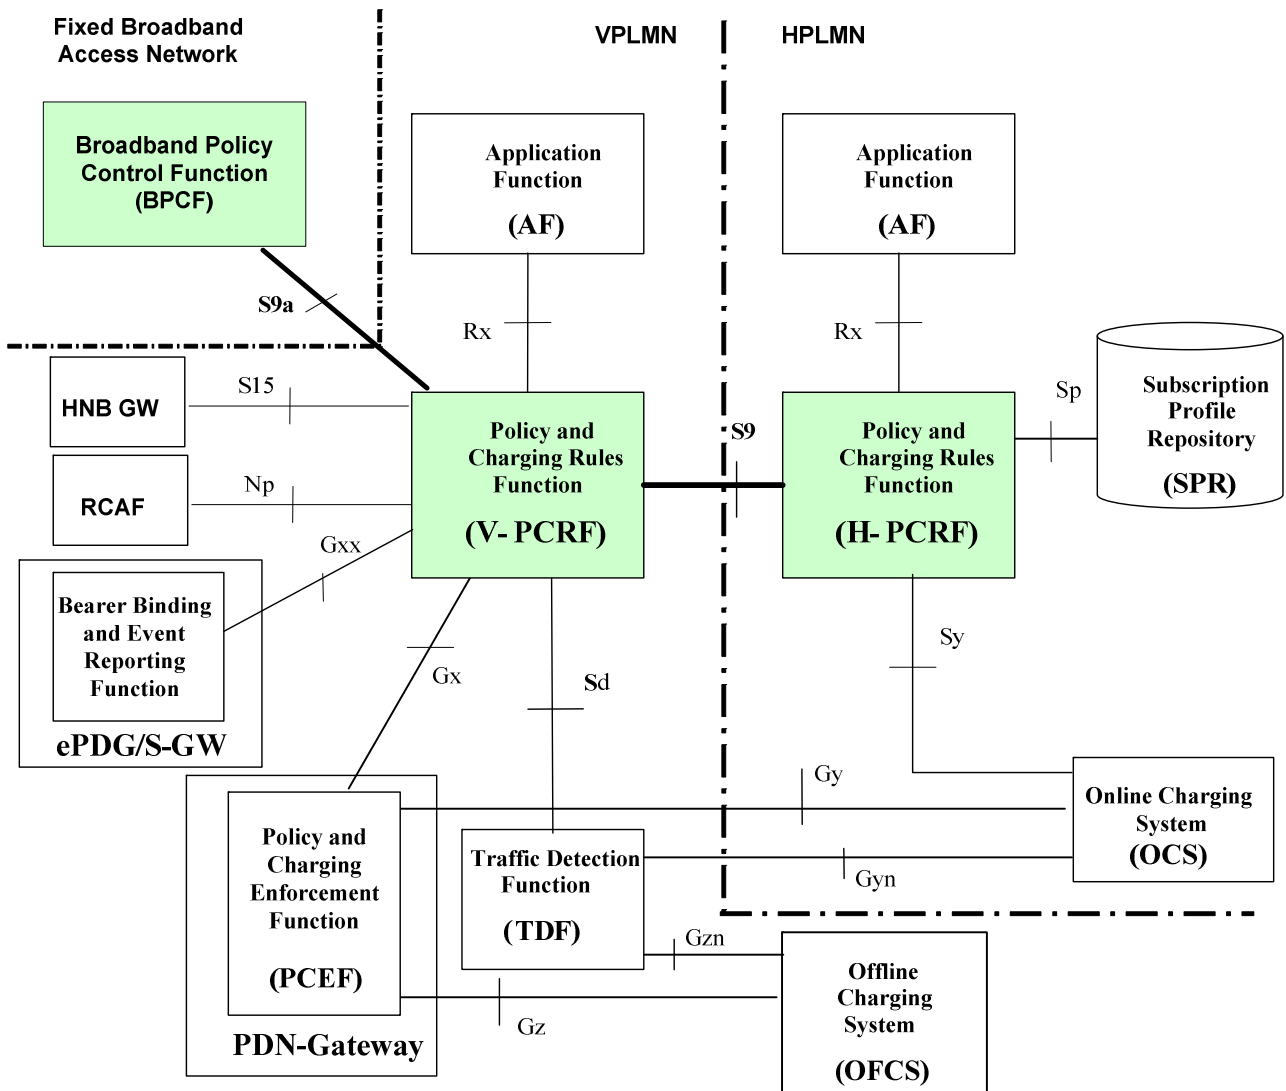 Fixed Broadband
Access Network
VPLMN
HPLMN
Broadband Policy
Control Function
(BPCF)
Application
Function
(AF)
Application
Function
(AF)
S9a
Rx
Rx
HNB GW
S15
Policy and
Charging Rules
Function
(V- PCRF)
S9
Policy and
Charging Rules
Function
(H- PCRF)
Sp
Subscription
Profile
Repository
(SPR)
RCAF
Np
Gxx
Bearer Binding
and Event
Reporting
Function
ePDG/S-GW
Gx
Sd
Sy
Gy
Policy and
Charging
Enforcement
Function
(PCEF)
PDN-Gateway
Traffic Detection
Function
(TDF)
Gyn
Online Charging
System
(OCS)
Gzn
Gz
Offline
Charging
System
(OFCS)